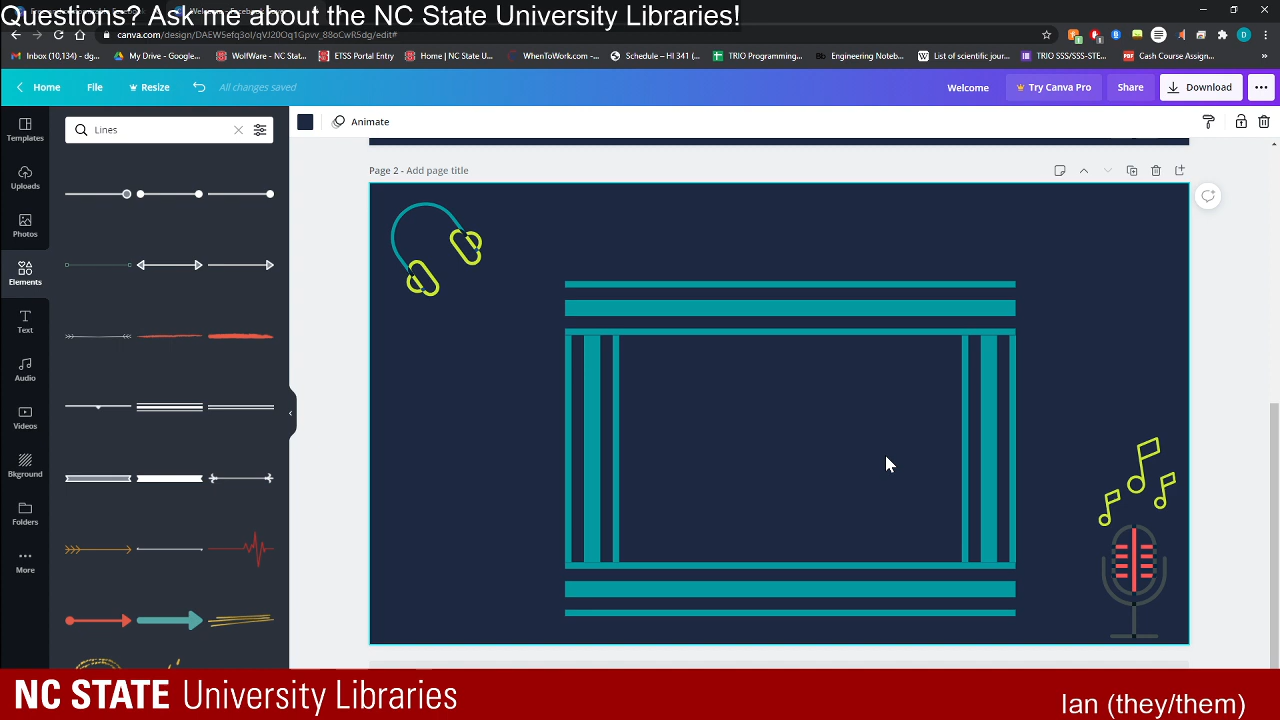 Questions? Ask me about the NC State University Libraries!
canva.com/design/DAEW5efq3oI/qVJ20Oq1Gpvv_88oCwR5dg/edit#
Inbox (10,134) - dg...
My Drive - Google...
WolfWare - NC Stat...
ETSS Portal Entry
Home | NC State U...
WhenToWork.com -...
Schedule – HI 341 (...
TRIO Programming...
Engineering Notebo...
List of scientific jour...
TRIO SSS/SSS-STE...
Cash Course Assign...
Home
File
Resize
All changes saved
Welcome
Try Canva Pro
Share
Download
Templates
Uploads
Photos
Elements
Text
Audio
Videos
Bkground
Folders
More
Lines
Animate
Page 2 - Add page title
NC STATE University Libraries
Ian (they/them)